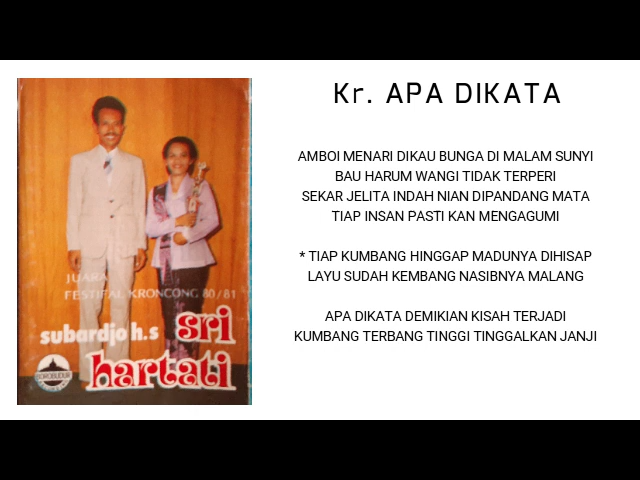 Kr. APA DIKATA
AMBOI MENARI DIKAU BUNGA DI MALAM SUNYI
BAU HARUM WANGI TIDAK TERPERI
SEKAR JELITA INDAH NIAN DIPANDANG MATA
TIAP INSAN PASTI KAN MENGAGUMI
* TIAP KUMBANG HINGGAP MADUNYA DIHISAP
LAYU SUDAH KEMBANG NASIBNYA MALANG
APA DIKATA DEMIKIAN KISAH TERJADI
KUMBANG TERBANG TINGGI TINGGALKAN JANJI
JUARA
FESTIFAL KRONCONG 80/81
subardjo h.s sri
hartati
BOROBUDUR